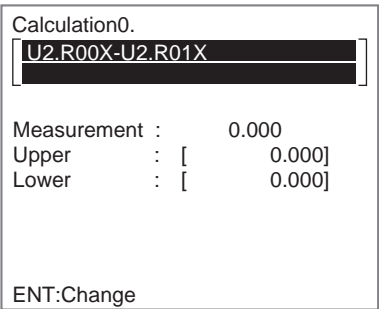 Calculation0.
[U2.R00X-U2.R01X]
Measurement : 0.000
Upper : [ 0.000]
Lower : [ 0.000]
ENT:Change